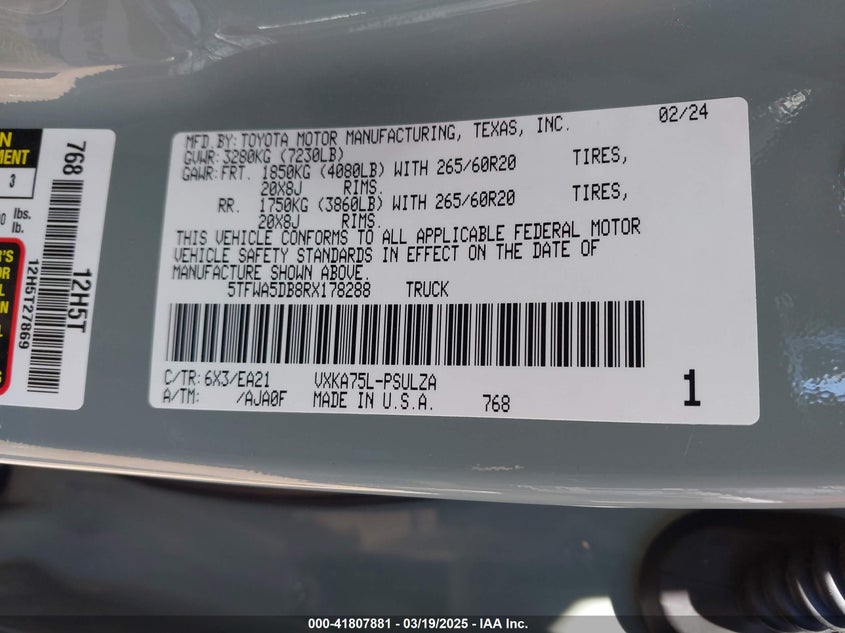 MFD.BY:TOYOTA MOTOR MANUFACTURING, TEXAS, INC. 02/24
GVWR:3280KG (7230LB)
GAWR:FRT. 1850KG (4080LB) WITH 265/60R20 TIRES,
20X8J RIMS.
RR. 1750KG (3860LB) WITH 265/60R20 TIRES,
20X8J RIMS.
THIS VEHICLE CONFORMS TO ALL APPLICABLE FEDERAL MOTOR
VEHICLE SAFETY STANDARDS IN EFFECT ON THE DATE OF
MANUFACTURE SHOWN ABOVE.
5TFWA5DB8RX178288 TRUCK
C/TR:6X3/EA21 VXKA75L-PSULZA
A/TM: /AJA0F MADE IN U.S.A. 768 1
768
12H5T
12H5T27869
3
lbs.
lb.
000-41807881 — 03/19/2025 — IAA Inc.